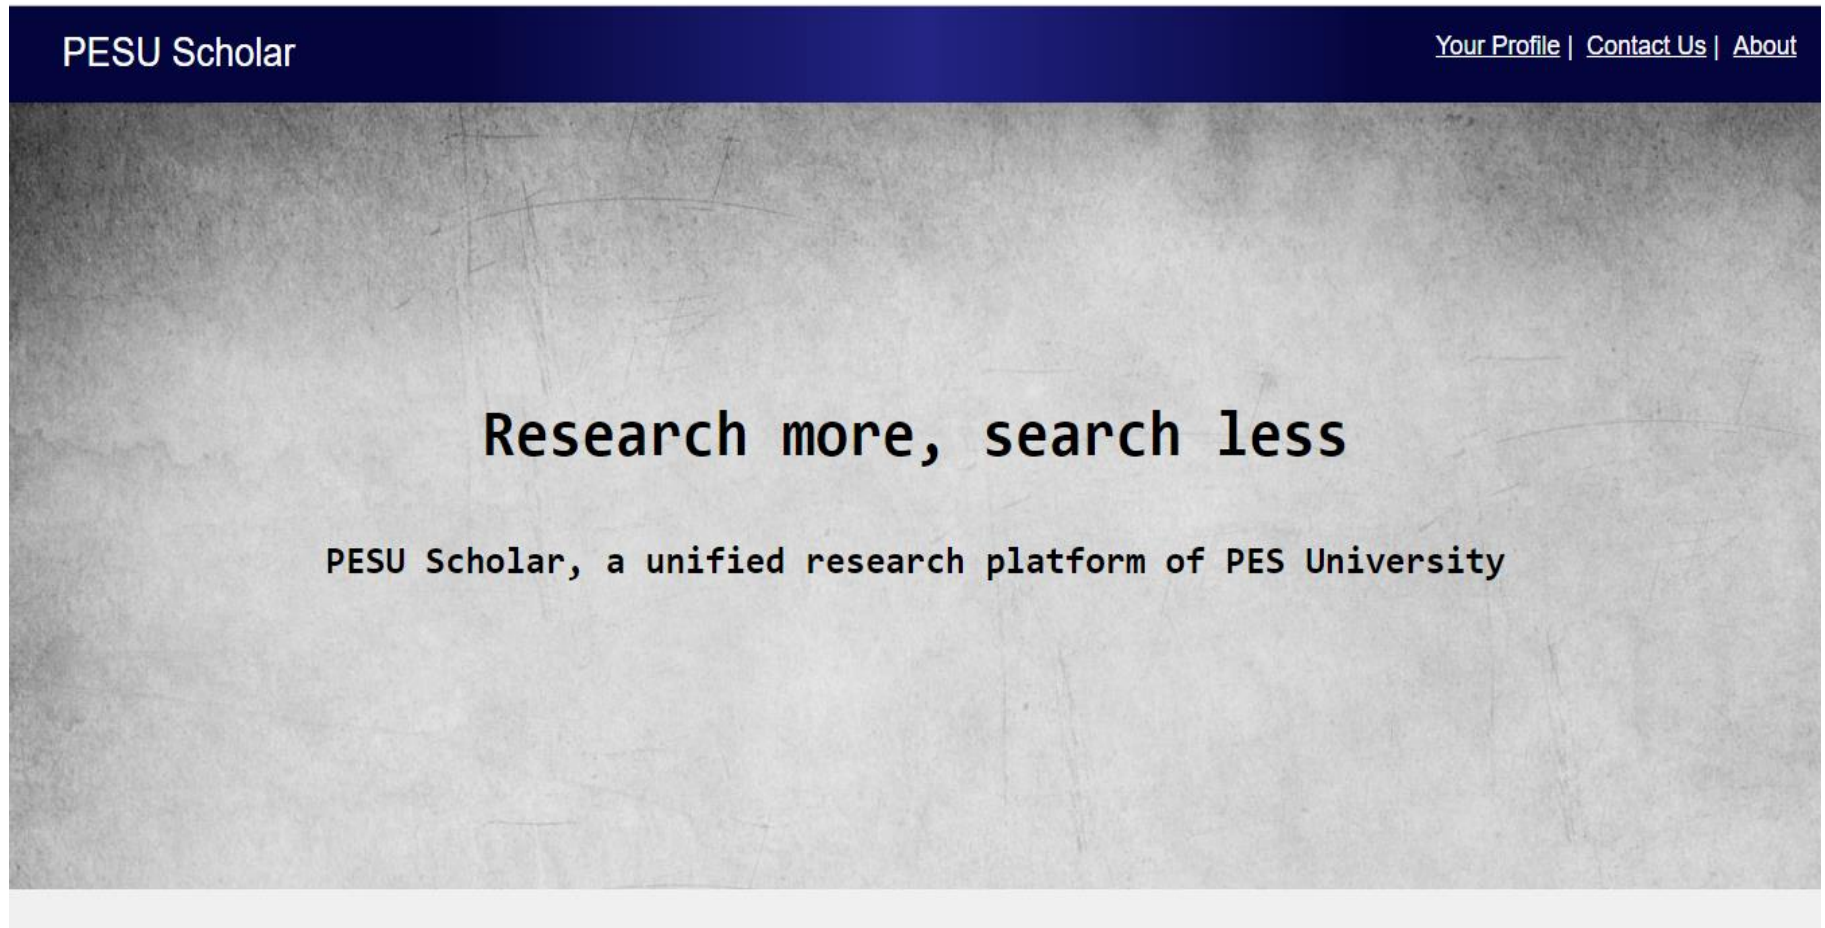 PESU Scholar
Your Profile | Contact Us | About
Research more, search less
PESU Scholar, a unified research platform of PES University